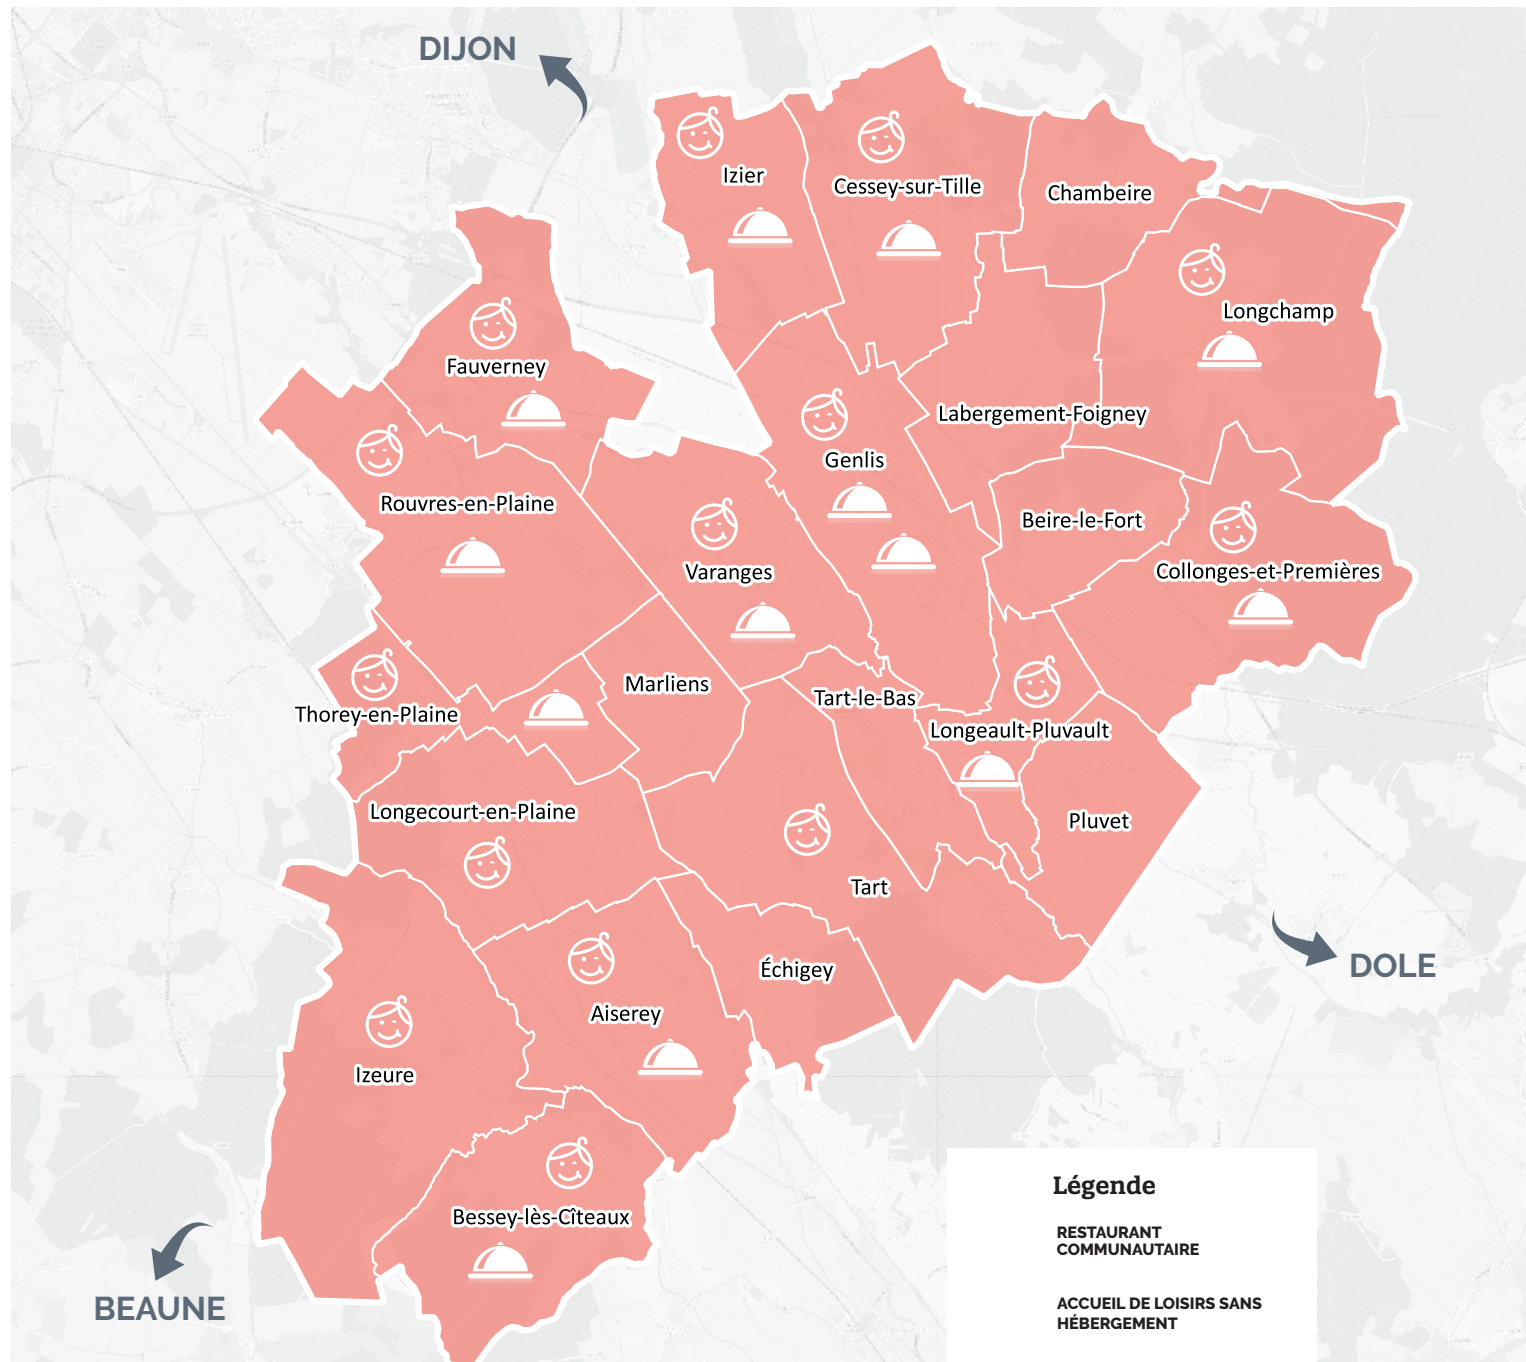 DIJON
Izier
Cessey-sur-Tille
Chambeire
Longchamp
Fauverney
Labergement-Foigney
Genlis
Rouvres-en-Plaine
Beire-le-Fort
Varanges
Collonges-et-Premières
Marliens
Tart-le-Bas
Thorey-en-Plaine
Longeault-Pluvault
Longecourt-en-Plaine
Pluvet
Tart
Échigey
DOLE
Aiserey
Izeure
Légende
Bessey-lès-Cîteaux
RESTAURANT
COMMUNAUTAIRE
BEAUNE
ACCUEIL DE LOISIRS SANS
HÉBERGEMENT